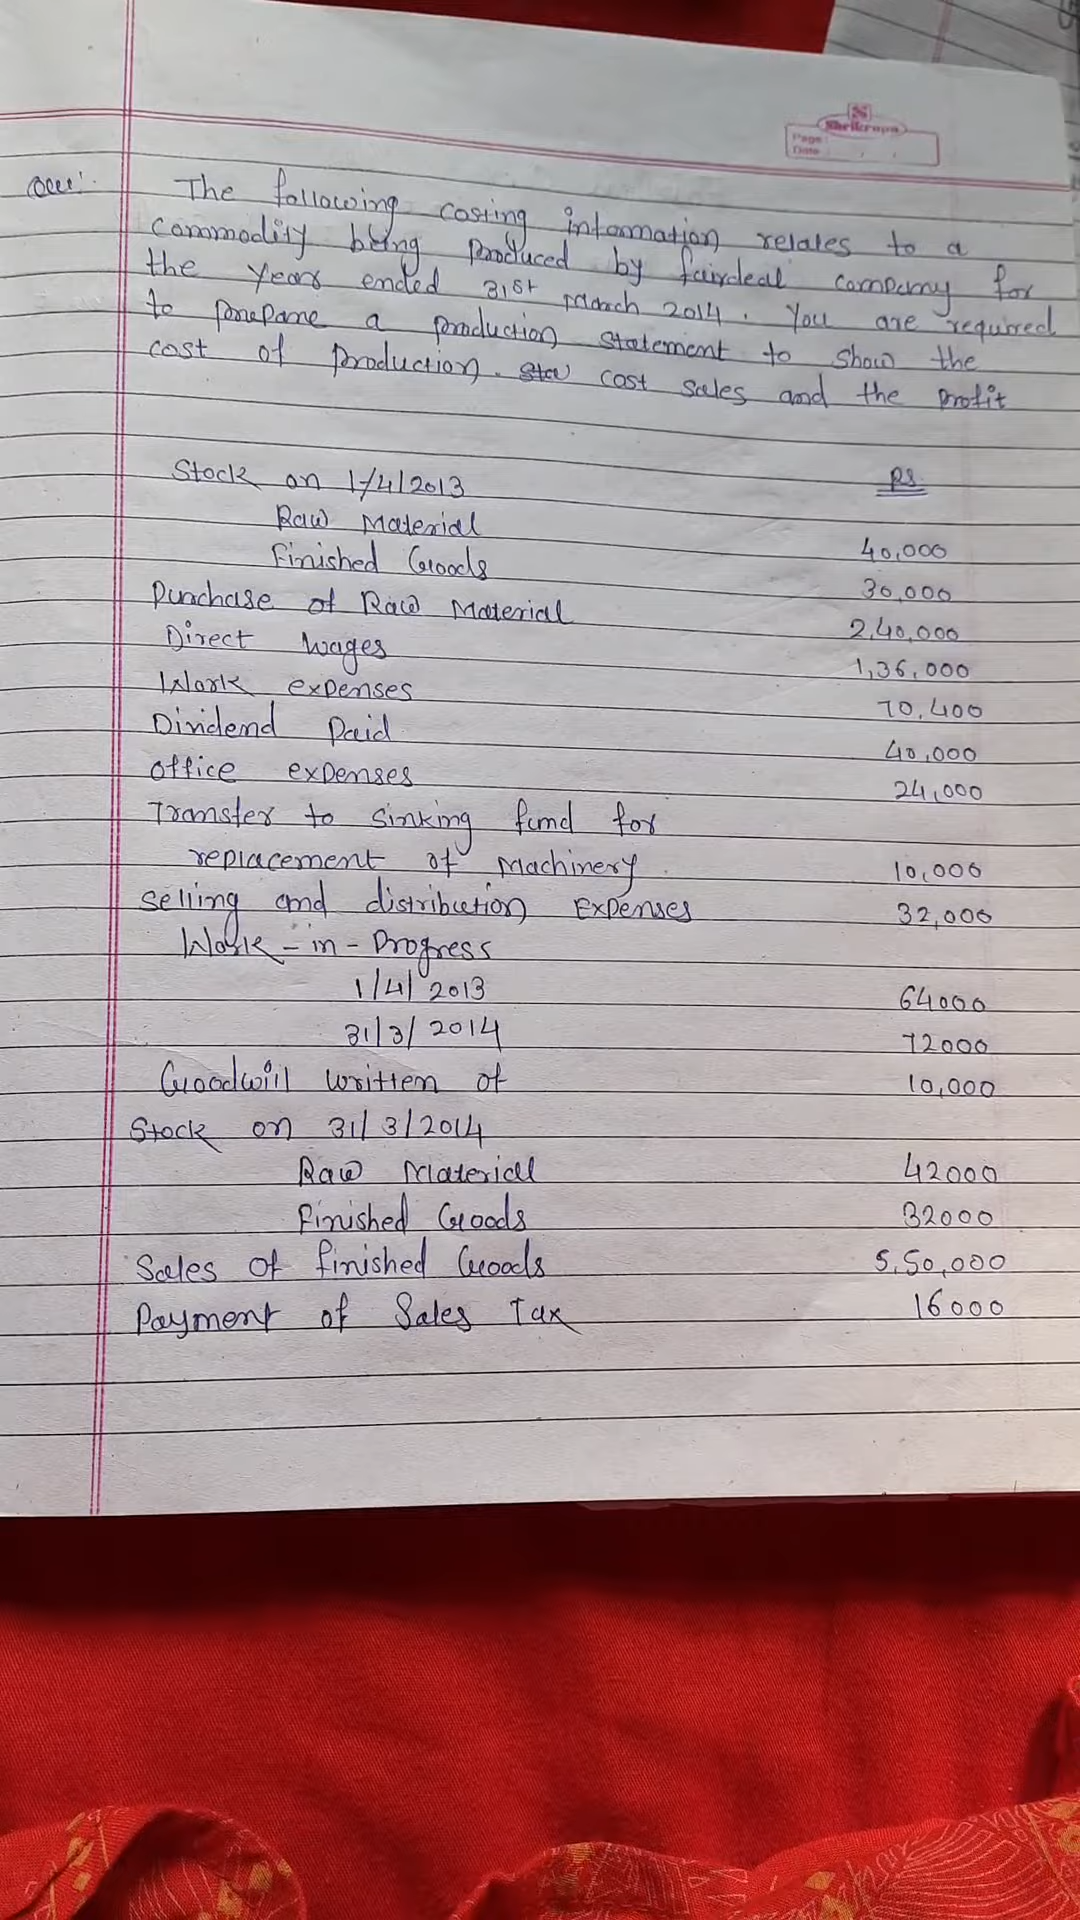 Shelkrupa
Page :
Date :
Que:
The following costing information relates to a
commodity being produced by fairdeal company for
the years ended 31st March 2014. You are required
to prepare a production statement to show the
cost of production. cost sales and the profit
Stock on 1/4/2013 RS.
Raw Material 40,000
Finished Goods 30,000
Purchase of Raw Material 2,40,000
Direct wages 1,36,000
Work expenses 70,400
Dividend Paid 40,000
office expenses 24,000
Transfer to sinking fund for
replacement of Machinery 10,000
selling and distribution Expenses 32,000
Work-in-Progress
1/4/2013 64000
31/3/2014 72000
Goodwill written of 10,000
Stock on 31/3/2014
Raw Material 42000
Finished Goods 32000
Sales of finished Goods 5,50,000
Payment of Sales Tax 16000